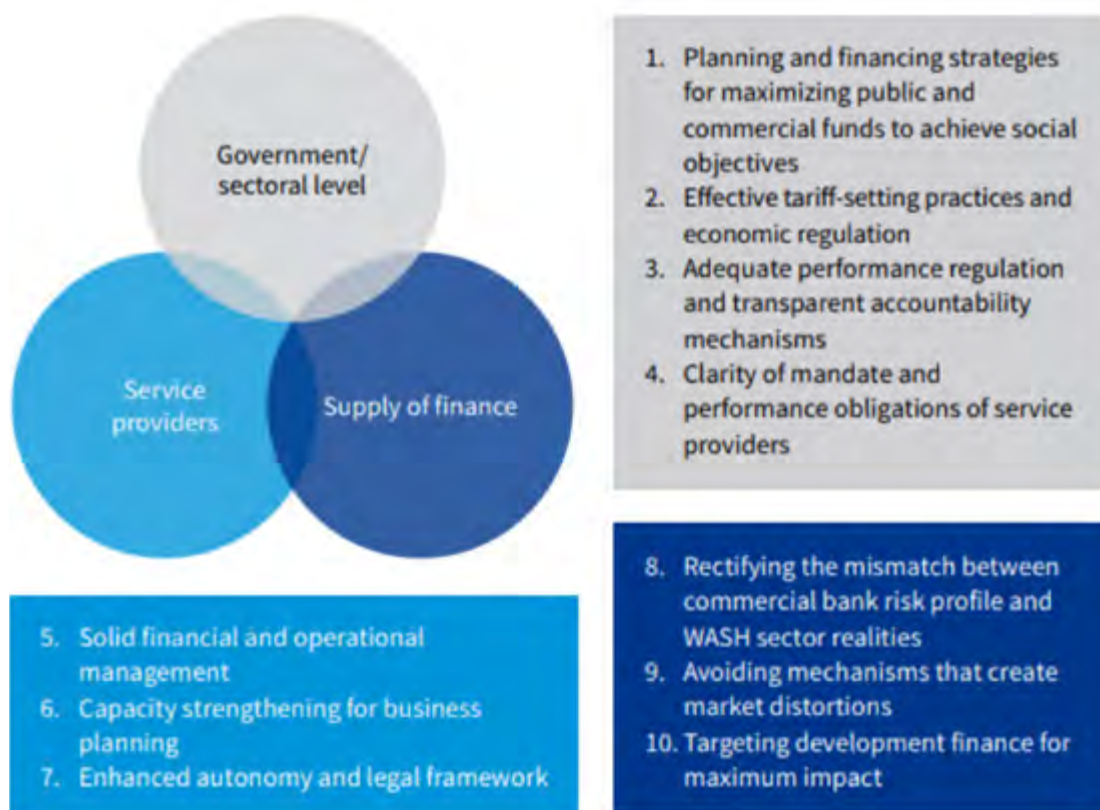 Government/
sectoral level
Service
providers
Supply of finance
1. Planning and financing strategies
for maximizing public and
commercial funds to achieve social
objectives
2. Effective tariff-setting practices and
economic regulation
3. Adequate performance regulation
and transparent accountability
mechanisms
4. Clarity of mandate and
performance obligations of service
providers
5. Solid financial and operational
management
6. Capacity strengthening for business
planning
7. Enhanced autonomy and legal framework
8. Rectifying the mismatch between
commercial bank risk profile and
WASH sector realities
9. Avoiding mechanisms that create
market distortions
10. Targeting development finance for
maximum impact